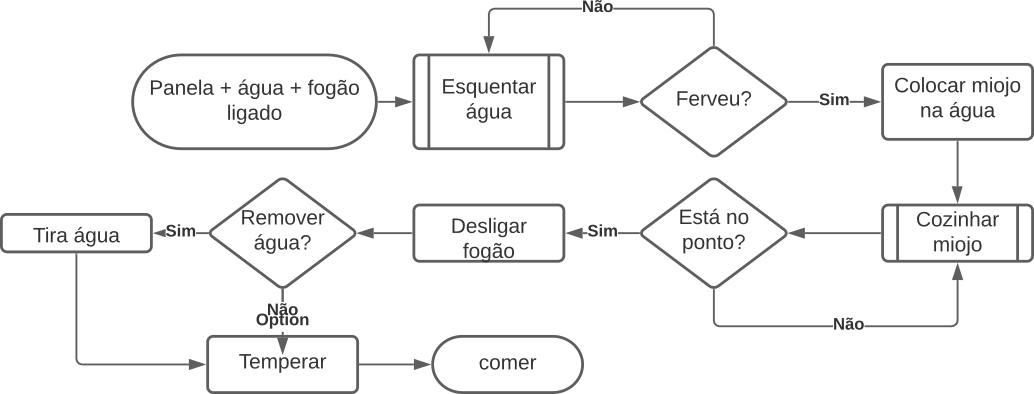 Não
Panela + água + fogão
ligado
Esquentar
água
Ferveu?
Sim
Colocar miojo
na água
Cozinhar
miojo
Está no
ponto?
Não
Sim
Desligar
fogão
Remover
água?
Sim
Tira água
Não
Option
Temperar
comer